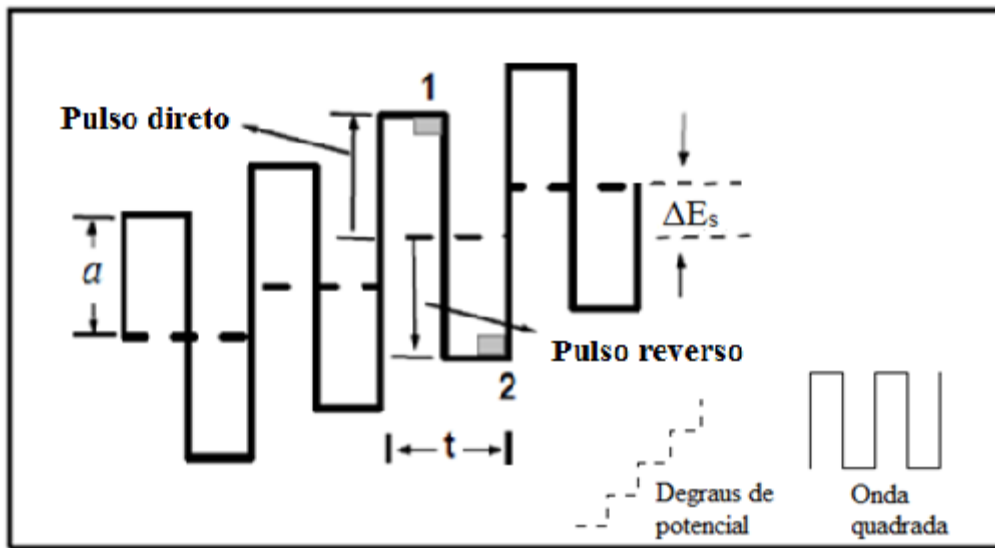 1
Pulso direto
a
ΔEs
Pulso reverso
2
t
Degraus de
potencial
Onda
quadrada